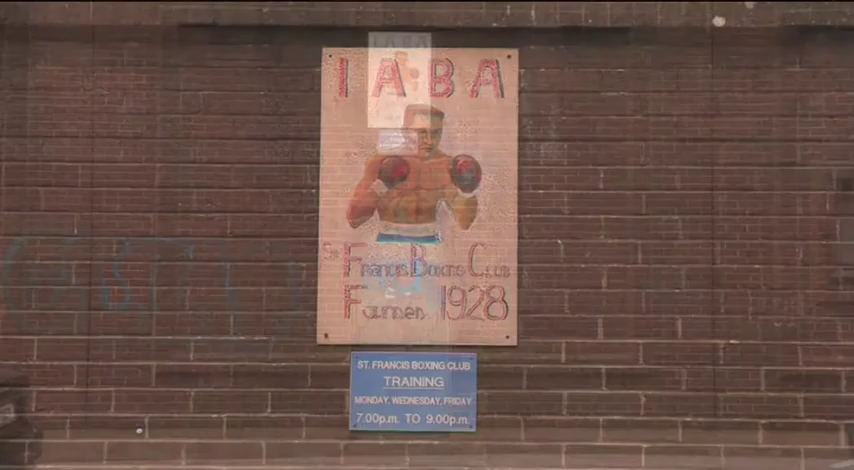 IABA
St Francis Boxing Club
Founded 1928
ST. FRANCIS BOXING CLUB
TRAINING
MONDAY, WEDNESDAY, FRIDAY
7.00p.m. TO 9.00p.m.